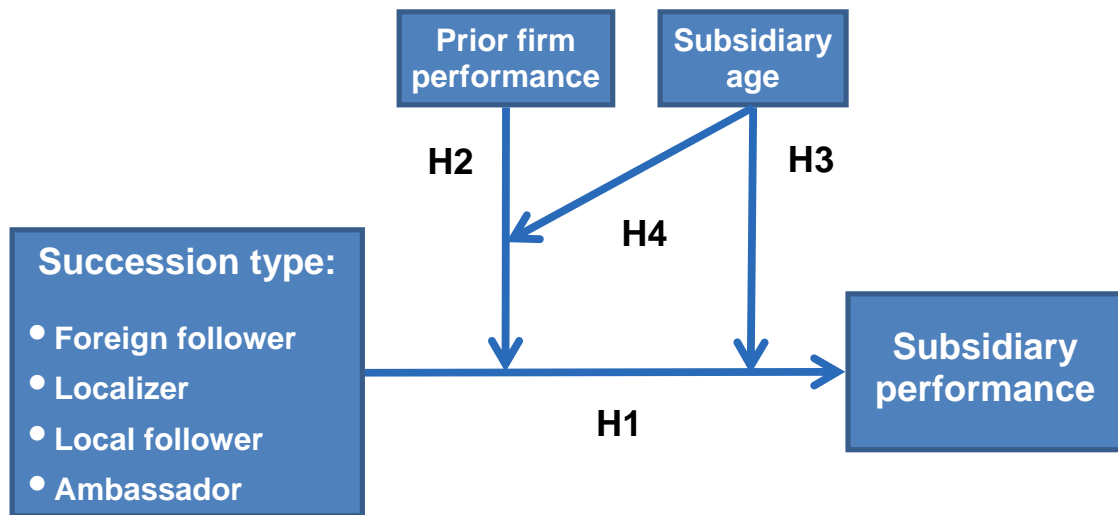 Prior firm
performance
Subsidiary
age
H2
H3
H4
Succession type:
• Foreign follower
• Localizer
• Local follower
• Ambassador
Subsidiary
performance
H1